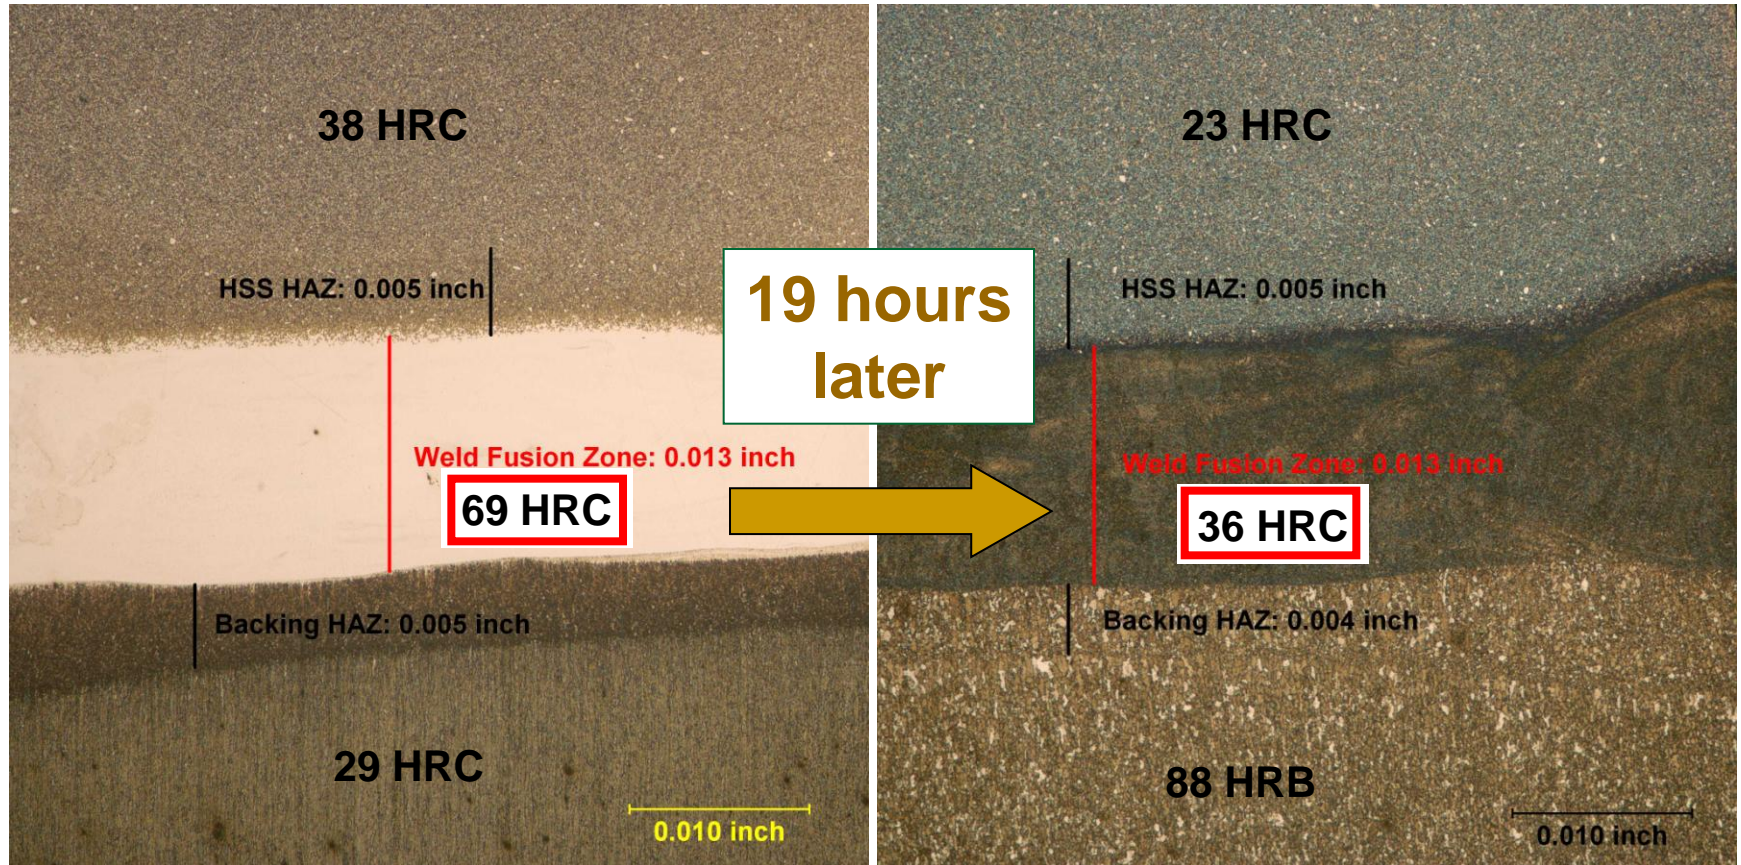 38 HRC
HSS HAZ: 0.005 inch
Weld Fusion Zone: 0.013 inch
69 HRC
Backing HAZ: 0.005 inch
29 HRC
0.010 inch
19 hours
later
23 HRC
HSS HAZ: 0.005 inch
Weld Fusion Zone: 0.013 inch
36 HRC
Backing HAZ: 0.004 inch
88 HRB
0.010 inch